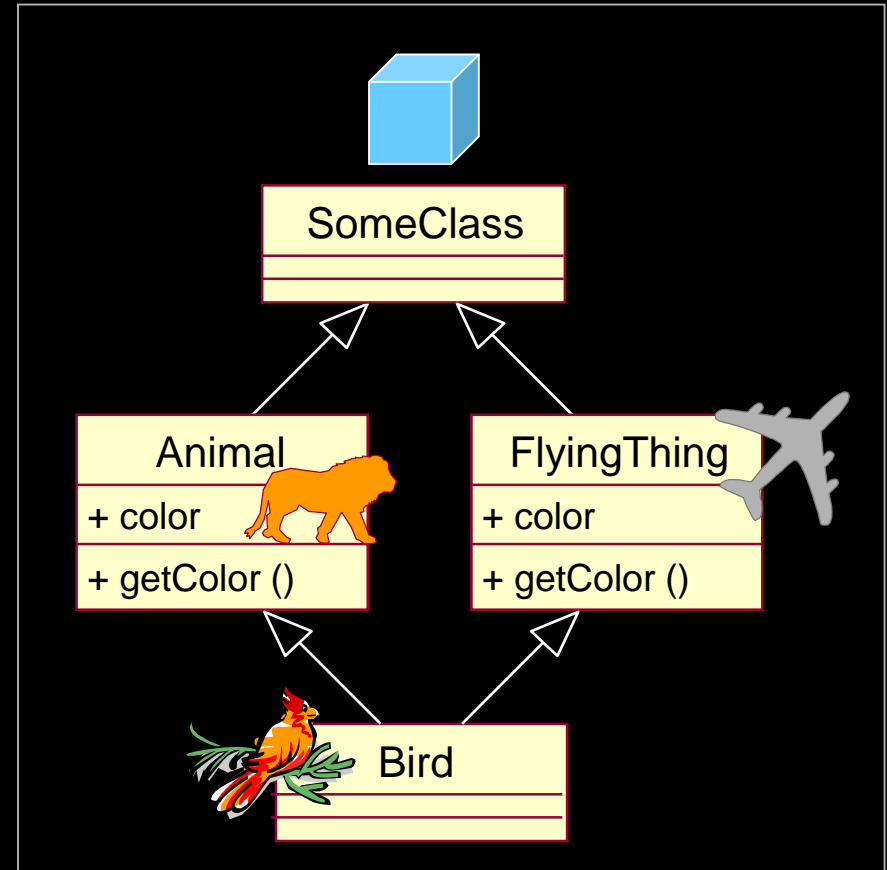 SomeClass
Animal
+ color
+ getColor ()
FlyingThing
+ color
+ getColor ()
Bird